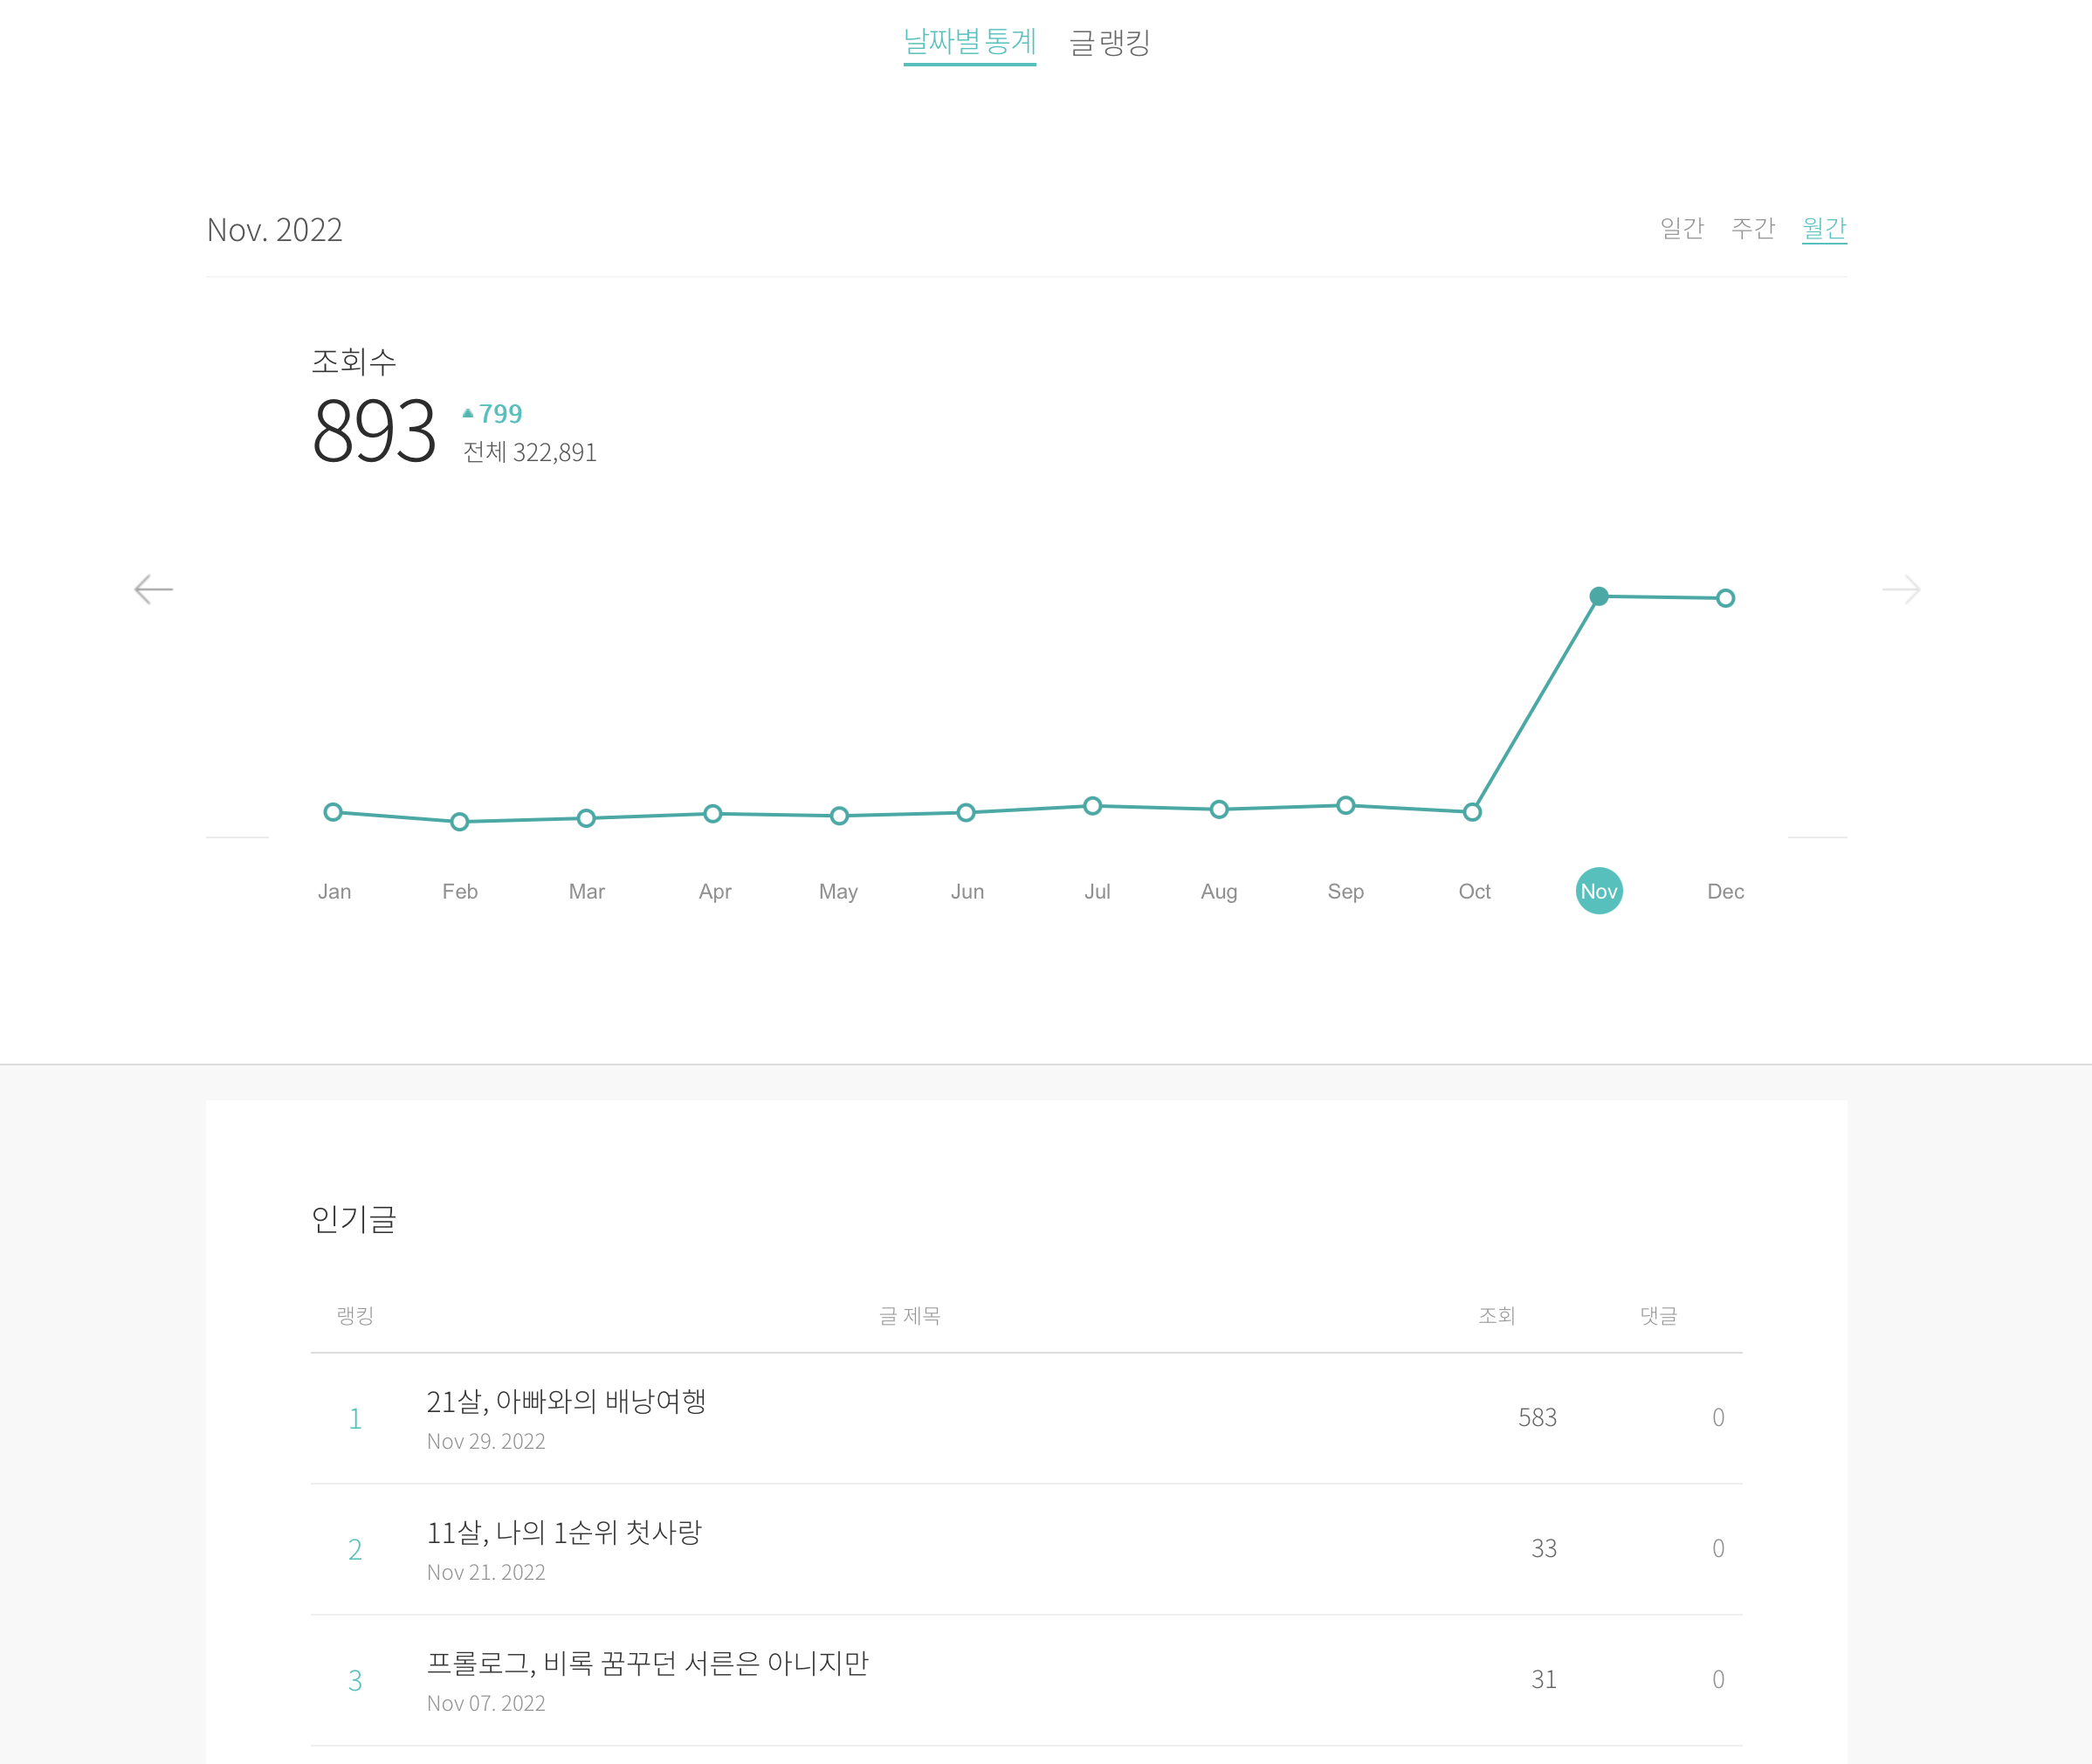 날짜별 통계 글 랭킹
Nov. 2022 일간 주간 월간
조회수
893 ▲799
전체 322,891
Jan Feb Mar Apr May Jun Jul Aug Sep Oct Nov Dec
인기글
랭킹 글 제목 조회 댓글
1 21살, 아빠와의 배낭여행 583 0
Nov 29. 2022
2 11살, 나의 1순위 첫사랑 33 0
Nov 21. 2022
3 프롤로그, 비록 꿈꾸던 서른은 아니지만 31 0
Nov 07. 2022